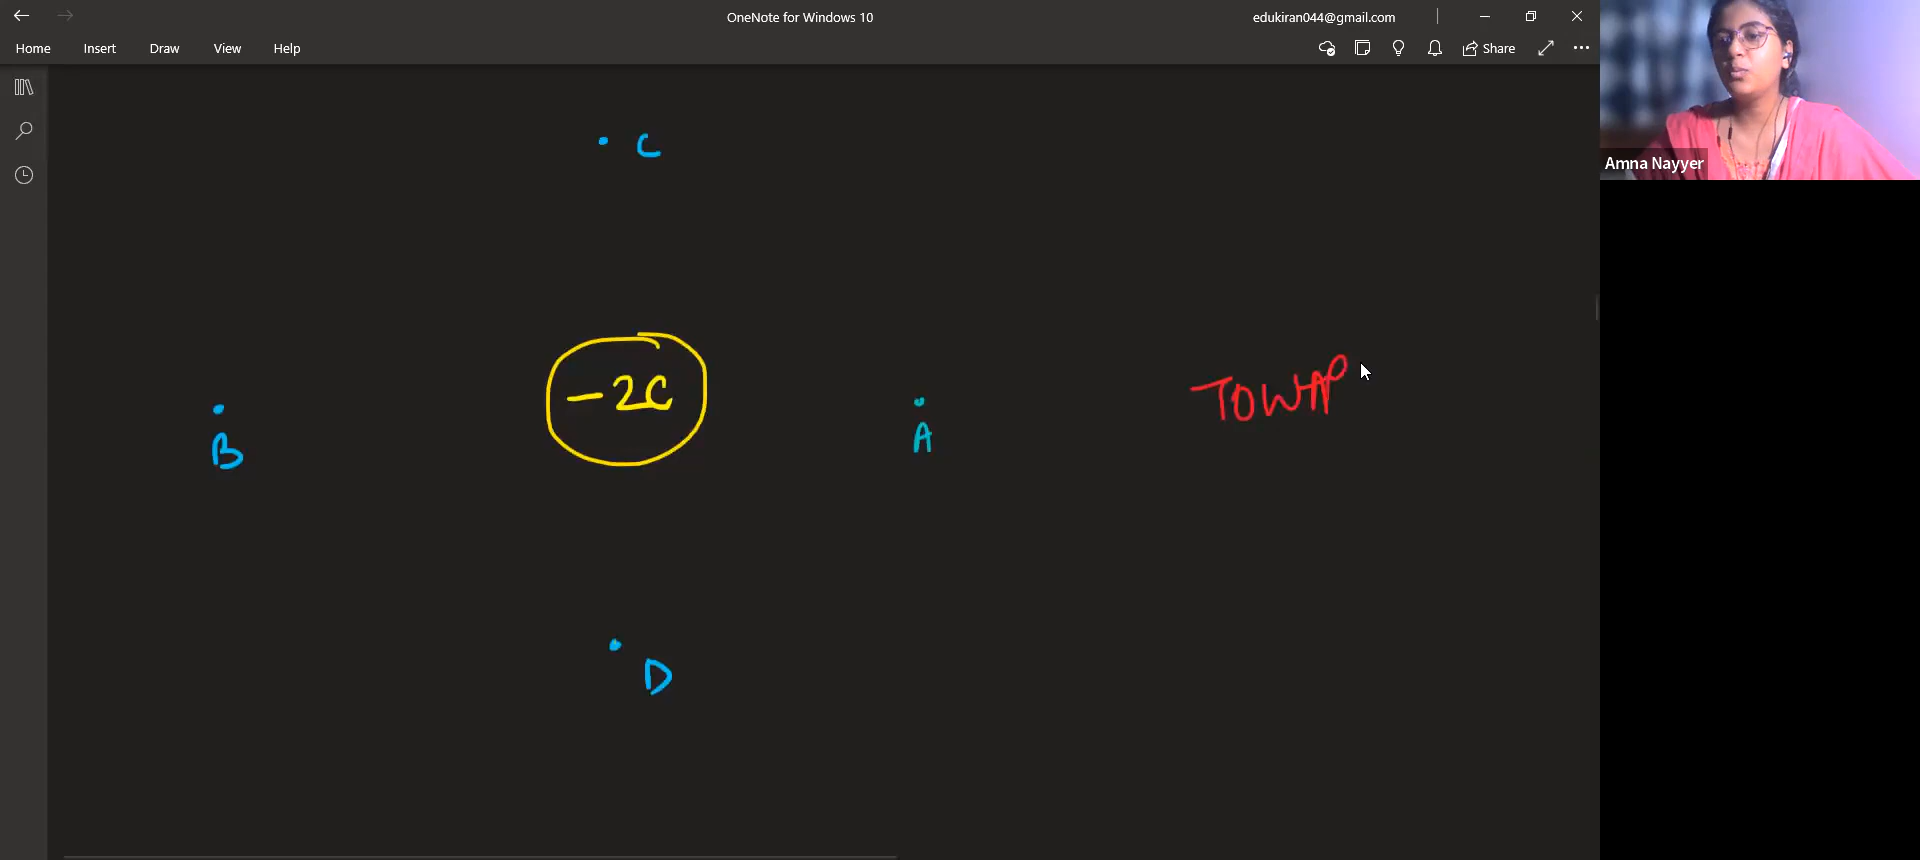 OneNote for Windows 10
edukiran044@gmail.com
Home Insert Draw View Help
Share
Amna Nayyer
C
-2C
B
A
TOWAP
D